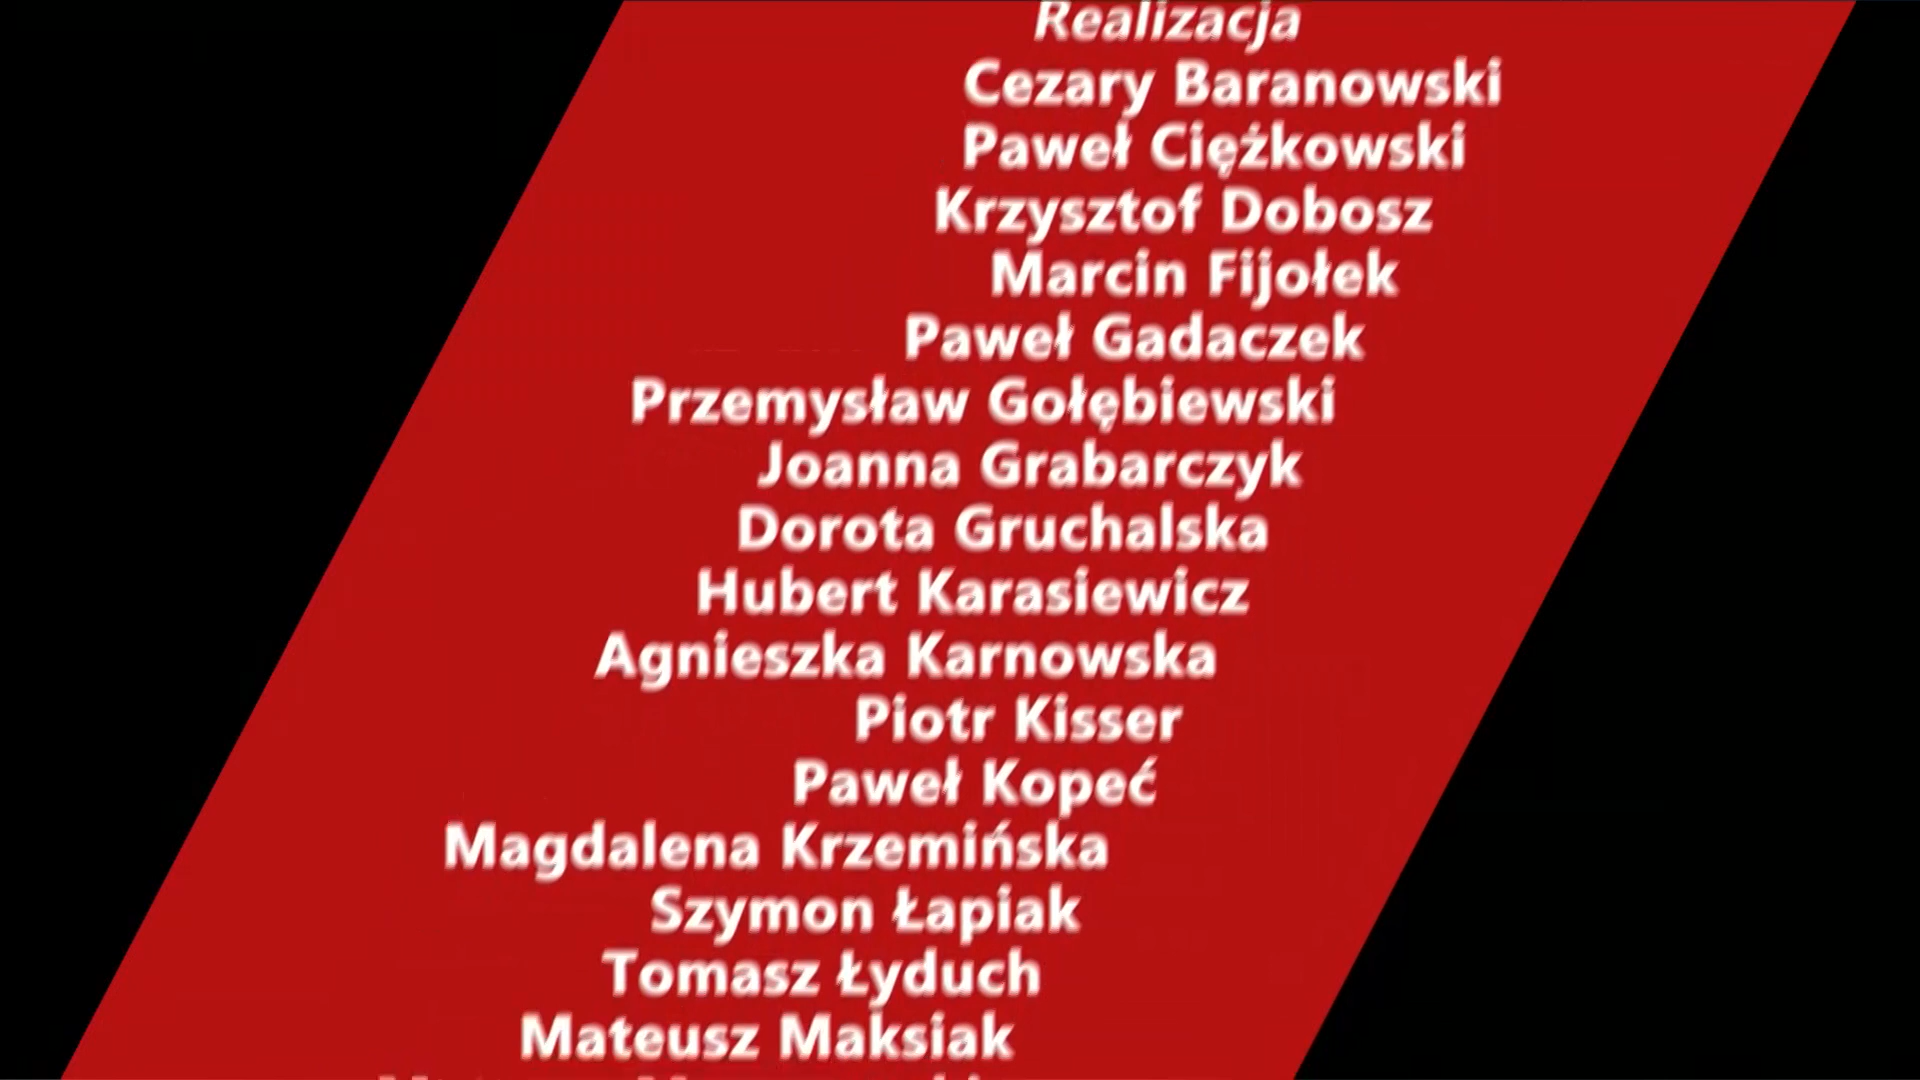 Realizacja
Cezary Baranowski
Paweł Ciężkowski
Krzysztof Dobosz
Marcin Fijołek
Paweł Gadaczek
Przemysław Gołębiewski
Joanna Grabarczyk
Dorota Gruchalska
Hubert Karasiewicz
Agnieszka Karnowska
Piotr Kisser
Paweł Kopeć
Magdalena Krzemińska
Szymon Łapiak
Tomasz Łyduch
Mateusz Maksiak